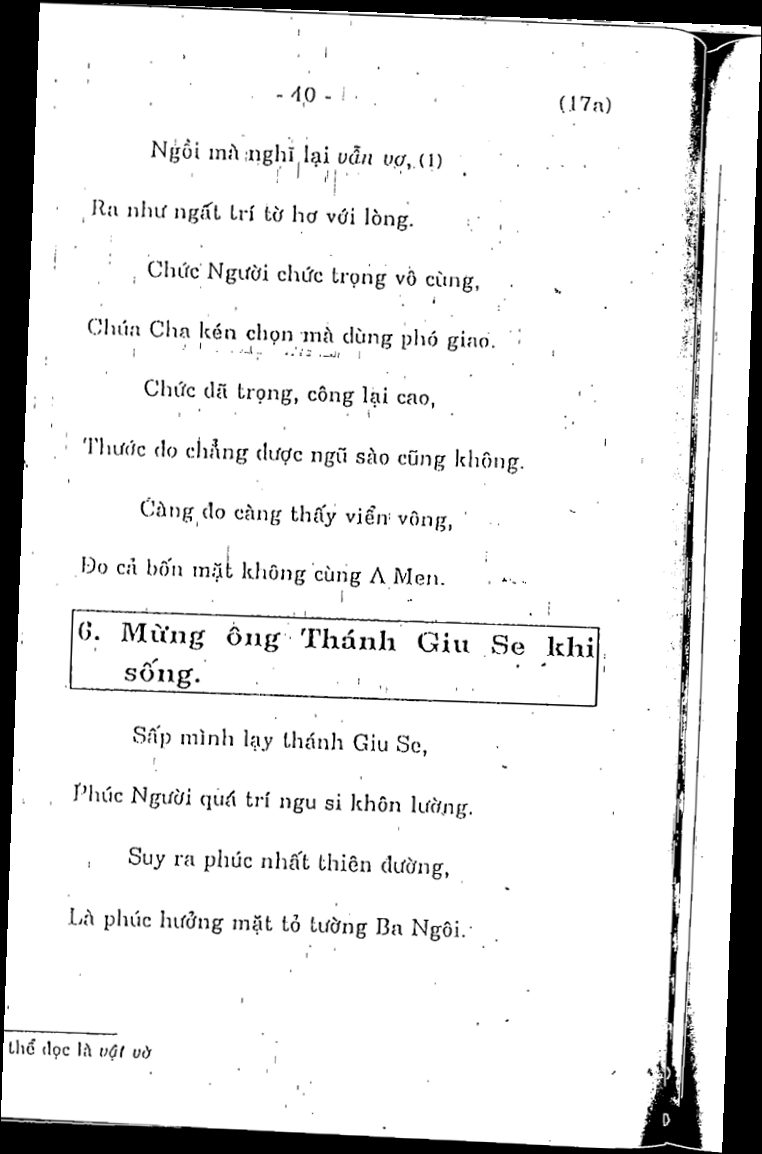 - 40 -
(17a)
Ngồi mà nghĩ lại vẩn vơ, (1)
Ra như ngất trí tờ hơ với lòng.
Chức Người chức trọng vô cùng,
Chúa Cha kén chọn mà dùng phó giao.
Chức đã trọng, công lại cao,
Thước đo chẳng được ngũ sào cũng không.
Càng đo càng thấy viển vông,
Đo cả bốn mặt không cùng A Men.
6. Mừng ông Thánh Giu Se khi
sống.
Sấp mình lạy thánh Giu Se,
Phúc Người quá trí ngu si khôn lường.
Suy ra phúc nhất thiên đường,
Là phúc hưởng mặt tỏ tường Ba Ngôi.
thể đọc là vật vờ